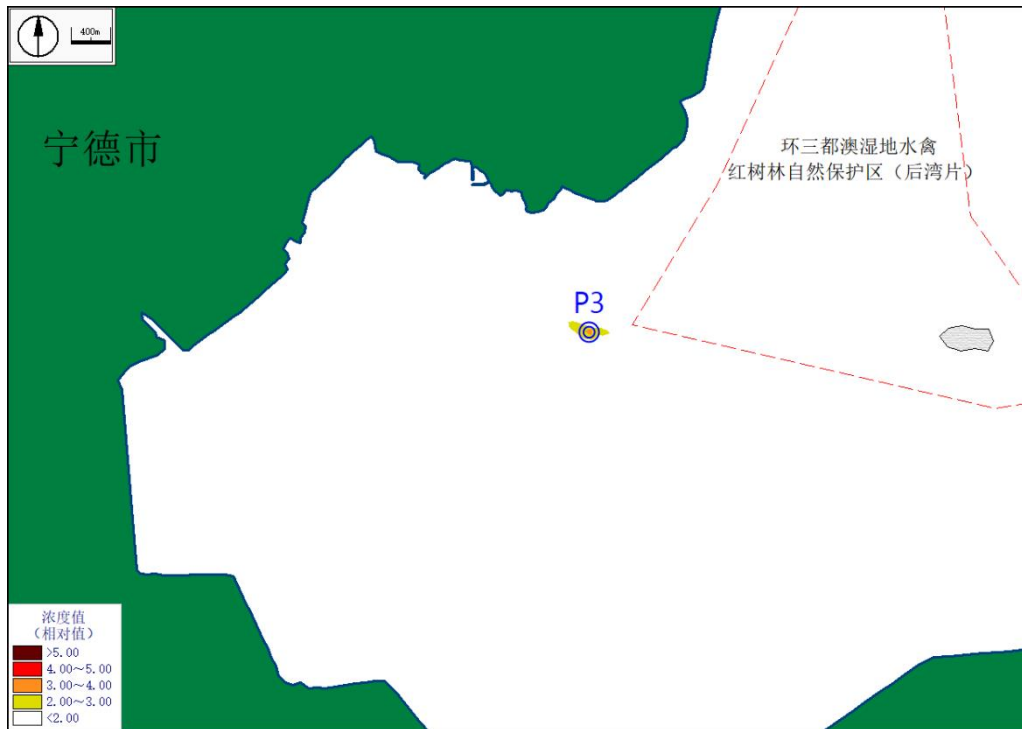 400m
宁德市
环三都澳湿地水禽
红树林自然保护区（后湾片）
P3
浓度值
（相对值）
>5.00
4.00～5.00
3.00～4.00
2.00～3.00
<2.00